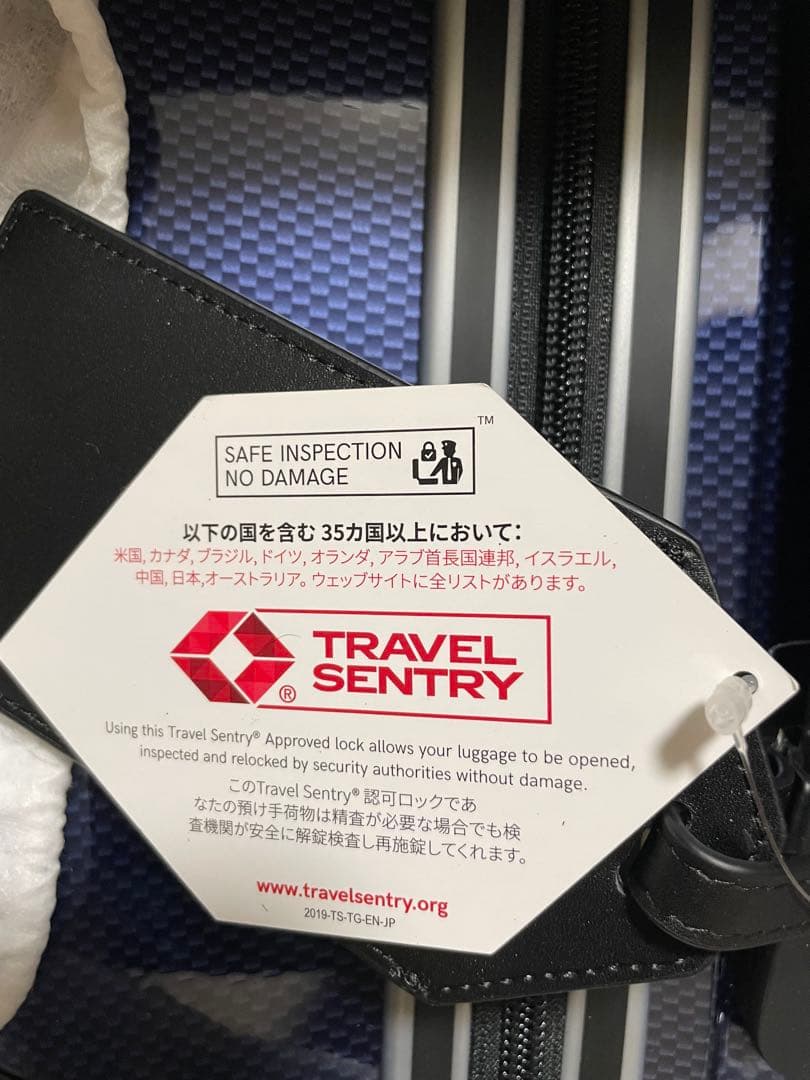 SAFE INSPECTION
NO DAMAGE
TM
以下の国を含む 35カ国以上において:
米国, カナダ, ブラジル, ドイツ, オランダ, アラブ首長国連邦, イスラエル,
中国, 日本,オーストラリア。ウェッブサイトに全リストがあります。
TRAVEL
SENTRY
®
Using this Travel Sentry® Approved lock allows your luggage to be opened,
inspected and relocked by security authorities without damage.
このTravel Sentry® 認可ロックであ
なたの預け手荷物は精査が必要な場合でも検
査機関が安全に解錠検査し再施錠してくれます。
www.travelsentry.org
2019-TS-TG-EN-JP